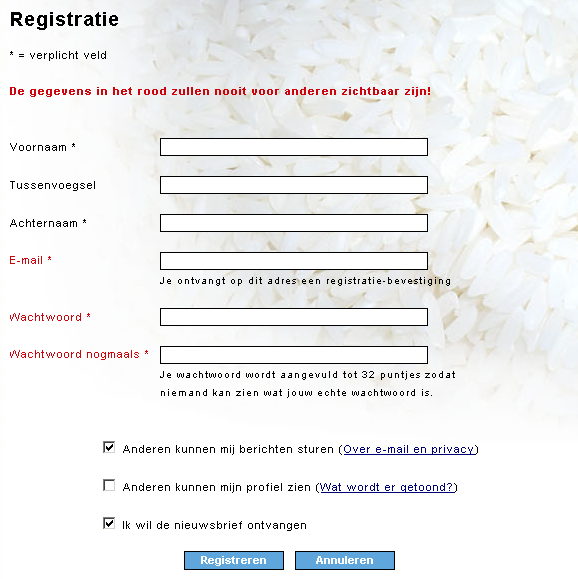 Registratie
* = verplicht veld
De gegevens in het rood zullen nooit voor anderen zichtbaar zijn!
Voornaam *
Tussenvoegsel
Achternaam *
E-mail *
Je ontvangt op dit adres een registratie-bevestiging
Wachtwoord *
Wachtwoord nogmaals *
Je wachtwoord wordt aangevuld tot 32 puntjes zodat
niemand kan zien wat jouw echte wachtwoord is.
Anderen kunnen mij berichten sturen (Over e-mail en privacy)
Anderen kunnen mijn profiel zien (Wat wordt er getoond?)
Ik wil de nieuwsbrief ontvangen
Registreren Annuleren